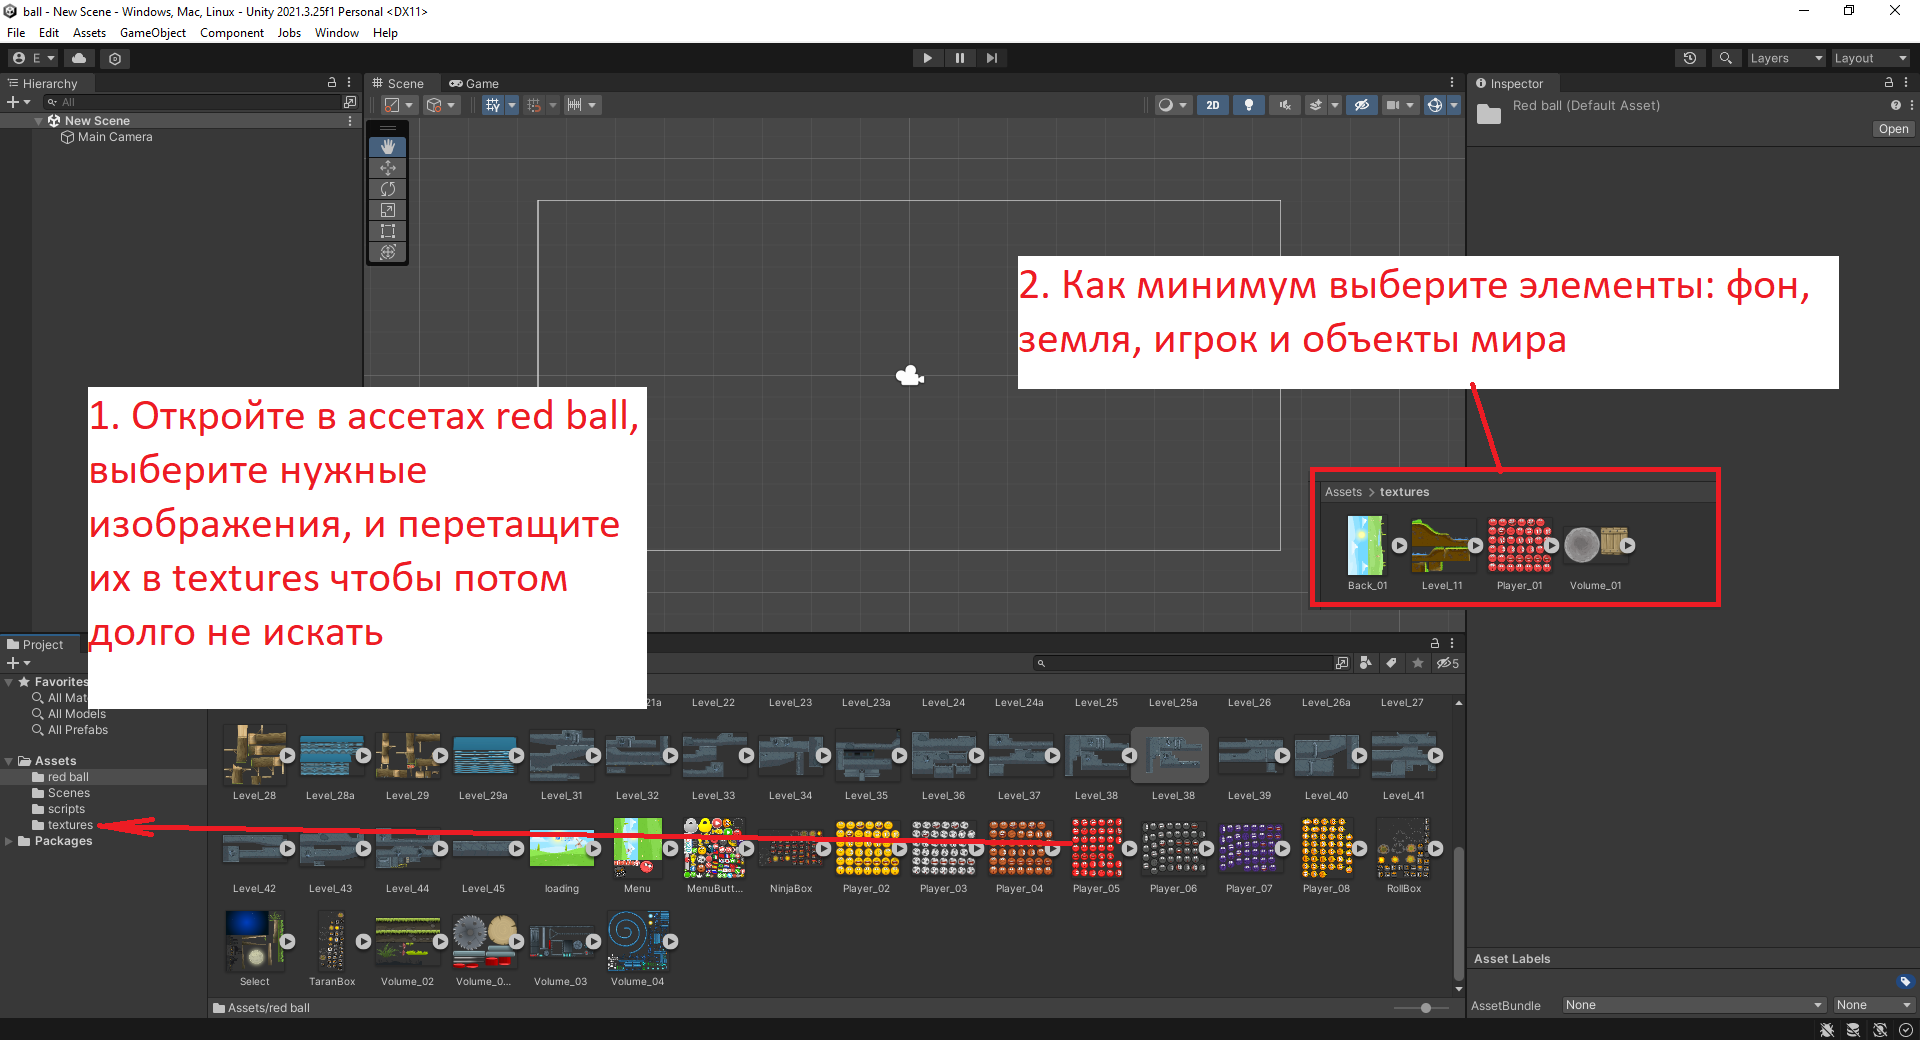 ball - New Scene - Windows, Mac, Linux - Unity 2021.3.25f1 Personal <DX11>
File Edit Assets GameObject Component Jobs Window Help
E Layers Layout
Hierarchy
All
New Scene
Main Camera
Scene Game
2D
Inspector
Red ball (Default Asset)
Open
1. Откройте в ассетах red ball,
выберите нужные
изображения, и перетащите
их в textures чтобы потом
долго не искать
2. Как минимум выберите элементы: фон,
земля, игрок и объекты мира
Assets > textures
Back_01 Level_11 Player_01 Volume_01
Project
5
Favorites
All Mat
All Models
All Prefabs
Assets
red ball
Scenes
scripts
textures
Packages
21a Level_22 Level_23 Level_23a Level_24 Level_24a Level_25 Level_25a Level_26 Level_26a Level_27
Level_28 Level_28a Level_29 Level_29a Level_31 Level_32 Level_33 Level_34 Level_35 Level_36 Level_37 Level_38 Level_38 Level_39 Level_40 Level_41
Level_42 Level_43 Level_44 Level_45 loading Menu MenuButt... NinjaBox Player_02 Player_03 Player_04 Player_05 Player_06 Player_07 Player_08 RollBox
Select TaranBox Volume_02 Volume_0... Volume_03 Volume_04
Assets/red ball
Asset Labels
AssetBundle None None